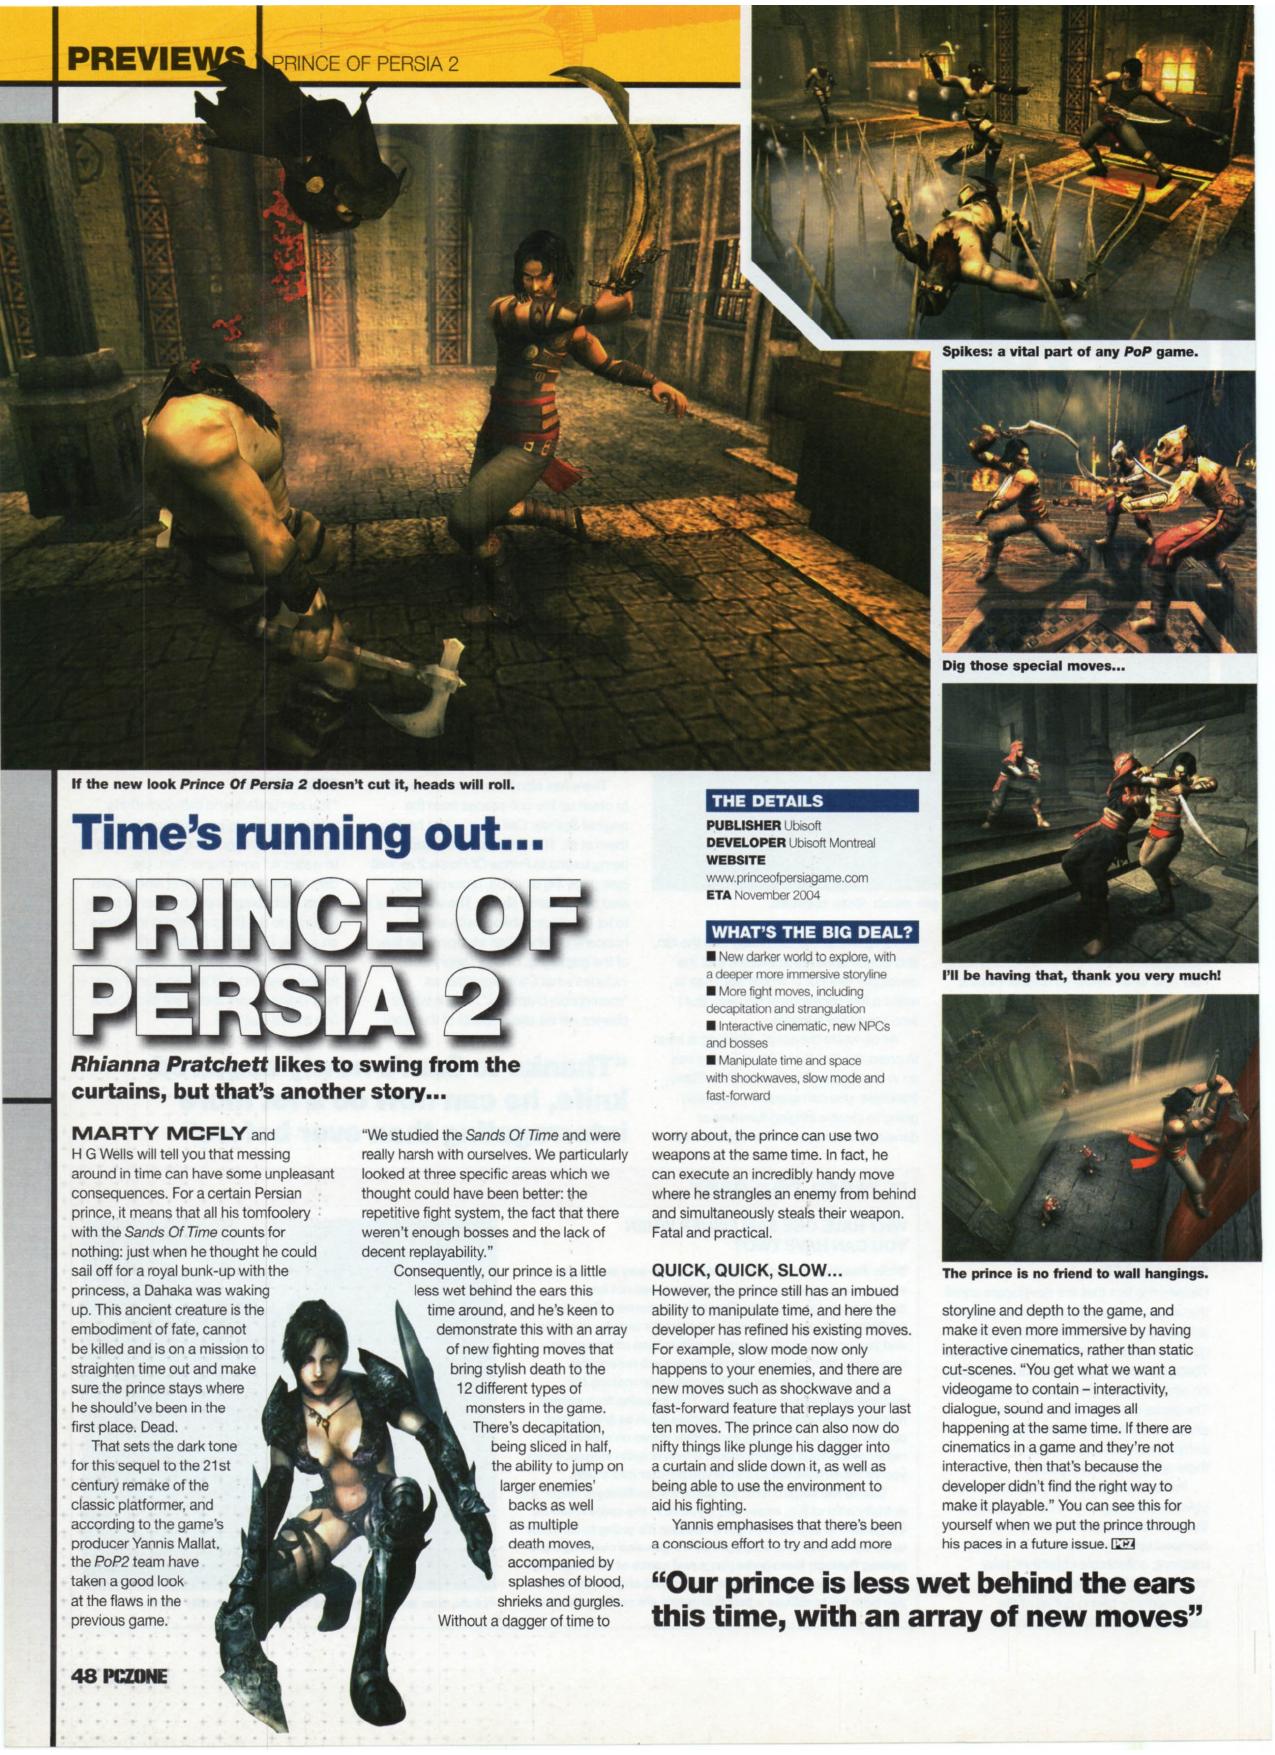 PREVIEWS PRINCE OF PERSIA 2
Spikes: a vital part of any PoP game.
Dig those special moves...
I'll be having that, thank you very much!
The prince is no friend to wall hangings.
If the new look Prince Of Persia 2 doesn't cut it, heads will roll.
Time's running out...
PRINCE OF
PERSIA 2
Rhianna Pratchett likes to swing from the
curtains, but that's another story...
THE DETAILS
PUBLISHER Ubisoft
DEVELOPER Ubisoft Montreal
WEBSITE
www.princeofpersiagame.com
ETA November 2004
WHAT'S THE BIG DEAL?
■ New darker world to explore, with
a deeper more immersive storyline
■ More fight moves, including
decapitation and strangulation
■ Interactive cinematic, new NPCs
and bosses
■ Manipulate time and space
with shockwaves, slow mode and
fast-forward
MARTY MCFLY and
H G Wells will tell you that messing
around in time can have some unpleasant
consequences. For a certain Persian
prince, it means that all his tomfoolery
with the Sands Of Time counts for
nothing: just when he thought he could
sail off for a royal bunk-up with the
princess, a Dahaka was waking
up. This ancient creature is the
embodiment of fate, cannot
be killed and is on a mission to
straighten time out and make
sure the prince stays where
he should've been in the
first place. Dead.
That sets the dark tone
for this sequel to the 21st
century remake of the
classic platformer, and
according to the game's
producer Yannis Mallat,
the PoP2 team have
taken a good look
at the flaws in the
previous game.
"We studied the Sands Of Time and were
really harsh with ourselves. We particularly
looked at three specific areas which we
thought could have been better: the
repetitive fight system, the fact that there
weren't enough bosses and the lack of
decent replayability."
Consequently, our prince is a little
less wet behind the ears this
time around, and he's keen to
demonstrate this with an array
of new fighting moves that
bring stylish death to the
12 different types of
monsters in the game.
There's decapitation,
being sliced in half,
the ability to jump on
larger enemies'
backs as well
as multiple
death moves,
accompanied by
splashes of blood,
shrieks and gurgles.
Without a dagger of time to
worry about, the prince can use two
weapons at the same time. In fact, he
can execute an incredibly handy move
where he strangles an enemy from behind
and simultaneously steals their weapon.
Fatal and practical.
QUICK, QUICK, SLOW...
However, the prince still has an imbued
ability to manipulate time, and here the
developer has refined his existing moves.
For example, slow mode now only
happens to your enemies, and there are
new moves such as shockwave and a
fast-forward feature that replays your last
ten moves. The prince can also now do
nifty things like plunge his dagger into
a curtain and slide down it, as well as
being able to use the environment to
aid his fighting.
Yannis emphasises that there's been
a conscious effort to try and add more
storyline and depth to the game, and
make it even more immersive by having
interactive cinematics, rather than static
cut-scenes. "You get what we want a
videogame to contain – interactivity,
dialogue, sound and images all
happening at the same time. If there are
cinematics in a game and they're not
interactive, then that's because the
developer didn't find the right way to
make it playable." You can see this for
yourself when we put the prince through
his paces in a future issue. PCZ
"Our prince is less wet behind the ears
this time, with an array of new moves"
48 PCZONE